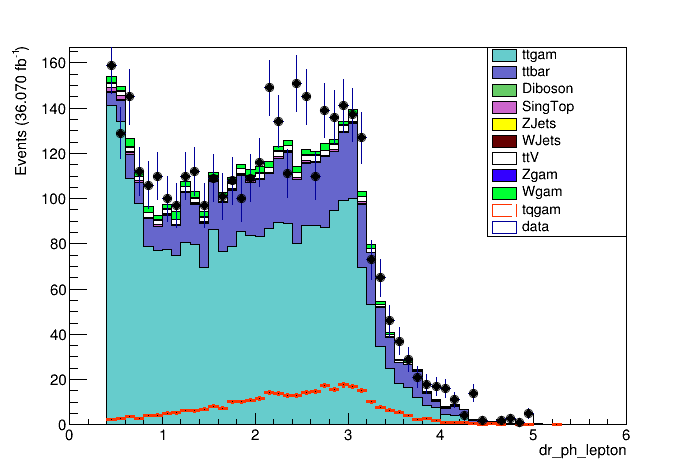 Events (36.070 fb⁻¹)
160
140
120
100
80
60
40
20
0
0 1 2 3 4 5 6
dr_ph_lepton
ttgam
ttbar
Diboson
SingTop
ZJets
WJets
ttV
Zgam
Wgam
tqgam
data